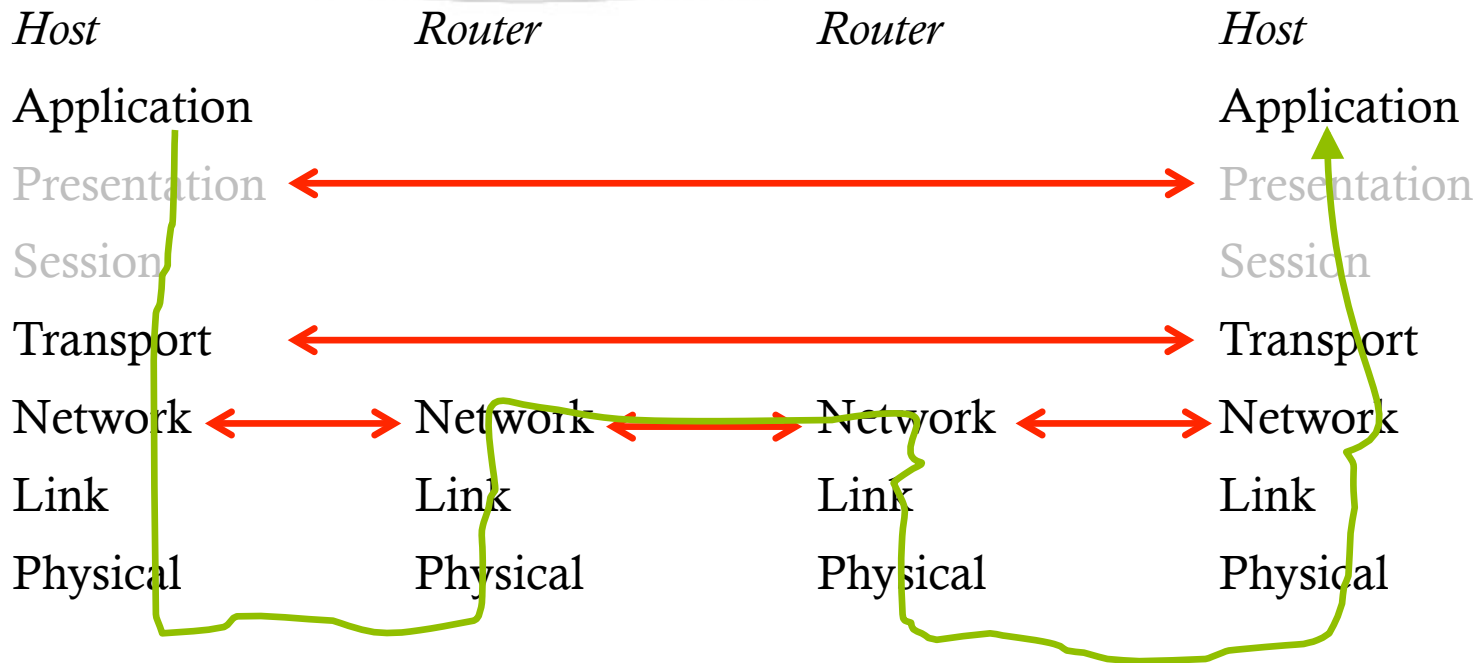 Host Router Router Host
Application Application
Presentation Presentation
Session Session
Transport Transport
Network Network Network Network
Link Link Link Link
Physical Physical Physical Physical